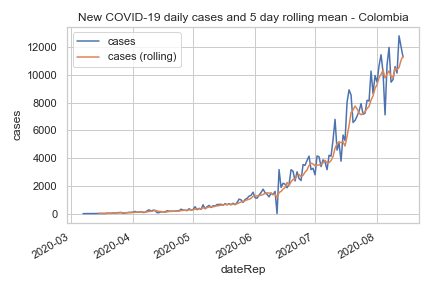 New COVID-19 daily cases and 5 day rolling mean - Colombia
cases
cases (rolling)
12000
10000
8000
6000
4000
2000
0
cases
2020-03
2020-04
2020-05
2020-06
2020-07
2020-08
dateRep